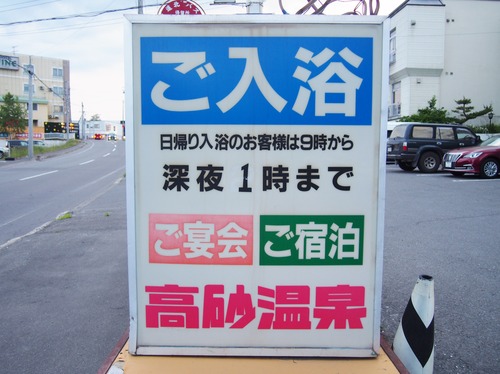 ご入浴
日帰り入浴のお客様は9時から
深夜1時まで
ご宴会 ご宿泊
高砂温泉